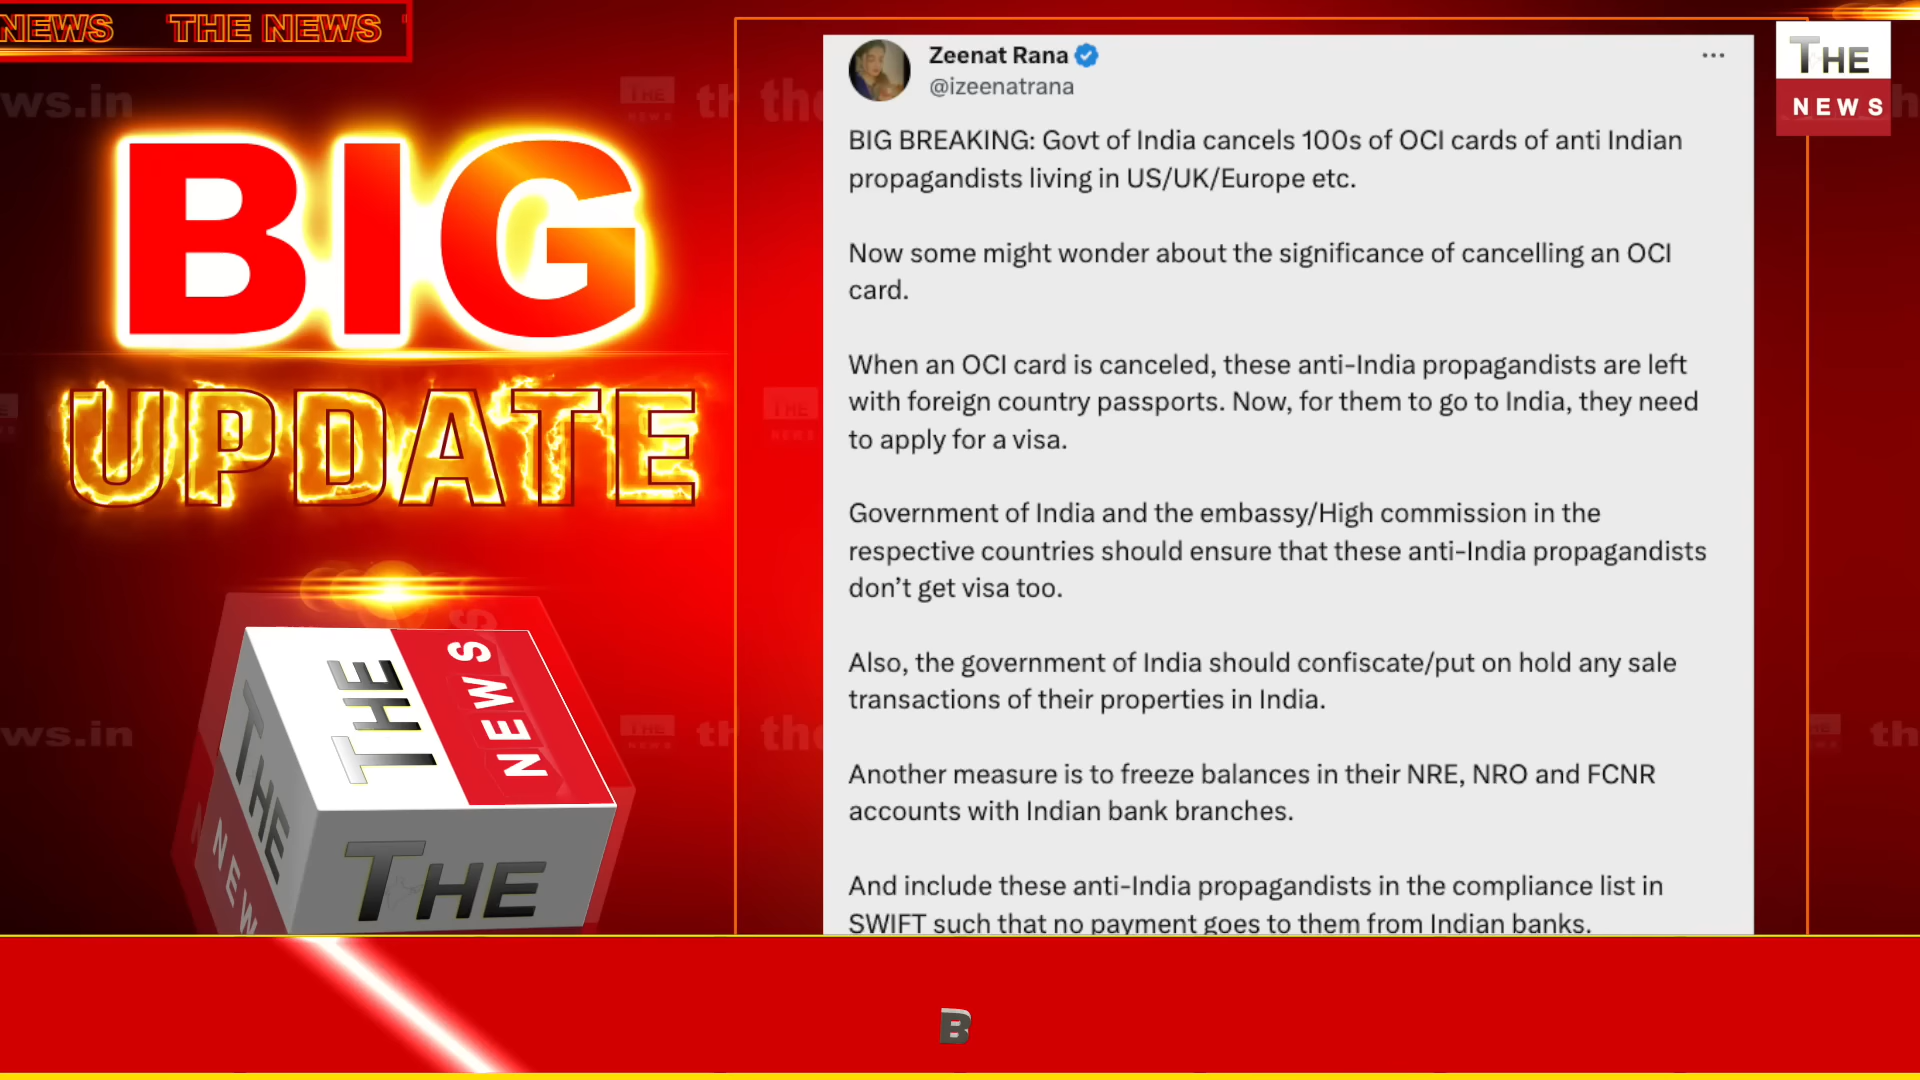 NEWS THE NEWS
THE
NEWS
BIG
UPDATE
THE
NEWS
THE
NEW
THE
Zeenat Rana
@izeenatrana
BIG BREAKING: Govt of India cancels 100s of OCI cards of anti Indian
propagandists living in US/UK/Europe etc.
Now some might wonder about the significance of cancelling an OCI
card.
When an OCI card is canceled, these anti-India propagandists are left
with foreign country passports. Now, for them to go to India, they need
to apply for a visa.
Government of India and the embassy/High commission in the
respective countries should ensure that these anti-India propagandists
don’t get visa too.
Also, the government of India should confiscate/put on hold any sale
transactions of their properties in India.
Another measure is to freeze balances in their NRE, NRO and FCNR
accounts with Indian bank branches.
And include these anti-India propagandists in the compliance list in
SWIFT such that no payment goes to them from Indian banks.
B